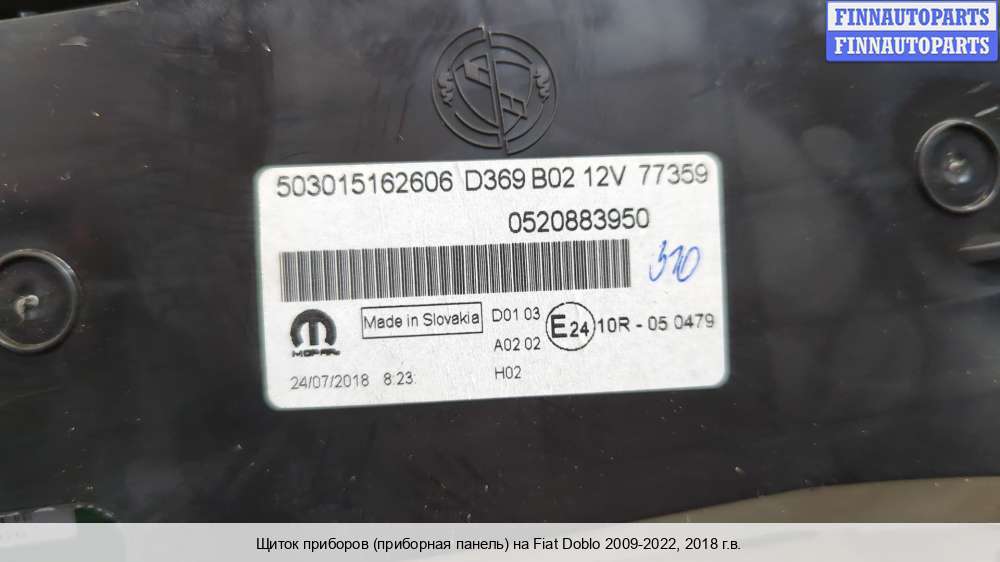 FINNAUTOPARTS
FINNAUTOPARTS
503015162606 D369 B02 12V 77359
0520883950
310
Made in Slovakia
D01 03
A02 02
H02
E24
10R - 05 0479
MOPAR
24/07/2018 8:23
Щиток приборов (приборная панель) на Fiat Doblo 2009-2022, 2018 г.в.